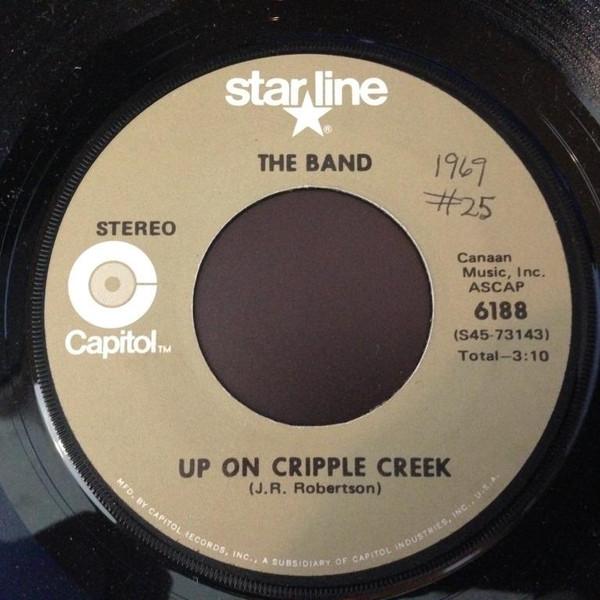 starline
®
THE BAND
1969
#25
STEREO
Capitol™
Canaan
Music, Inc.
ASCAP
6188
(S45-73143)
Total–3:10
UP ON CRIPPLE CREEK
(J.R. Robertson)
MFD. BY CAPITOL RECORDS, INC., A SUBSIDIARY OF CAPITOL INDUSTRIES, INC., U.S.A.